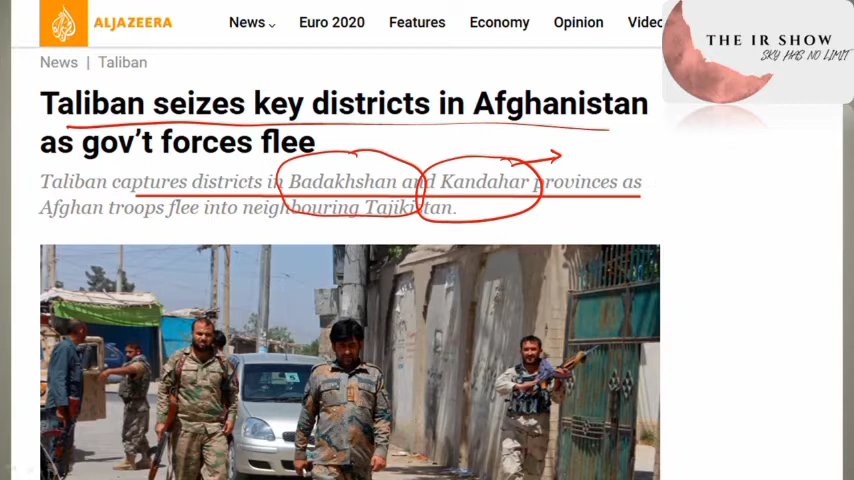 ALJAZEERA
News Euro 2020 Features Economy Opinion Video
THE IR SHOW
SKY HAS NO LIMIT
News | Taliban
Taliban seizes key districts in Afghanistan
as gov't forces flee
Taliban captures districts in Badakhshan and Kandahar provinces as
Afghan troops flee into neighbouring Tajikistan.